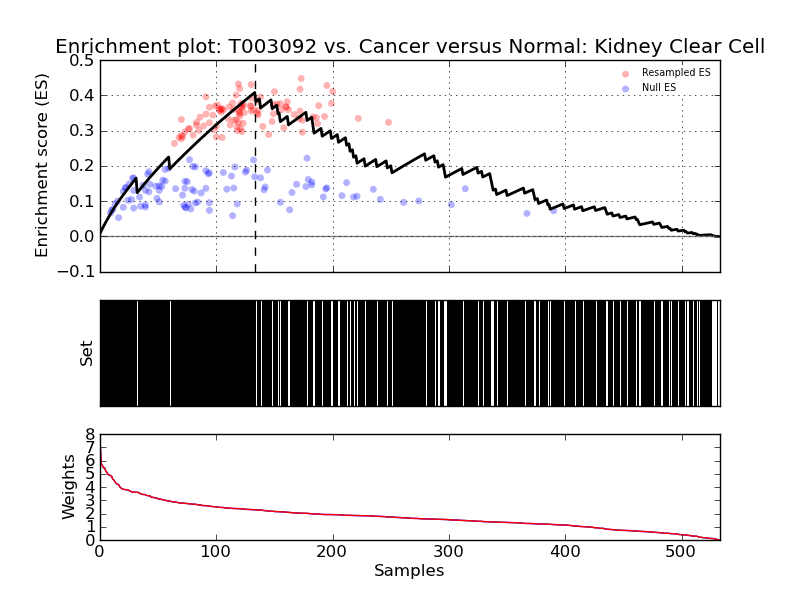 Enrichment plot: T003092 vs. Cancer versus Normal: Kidney Clear Cell
0.5
0.4
0.3
0.2
0.1
0.0
−0.1
Enrichment score (ES)
Resampled ES
Null ES
Set
8
7
6
5
4
3
2
1
0
Weights
0 100 200 300 400 500
Samples